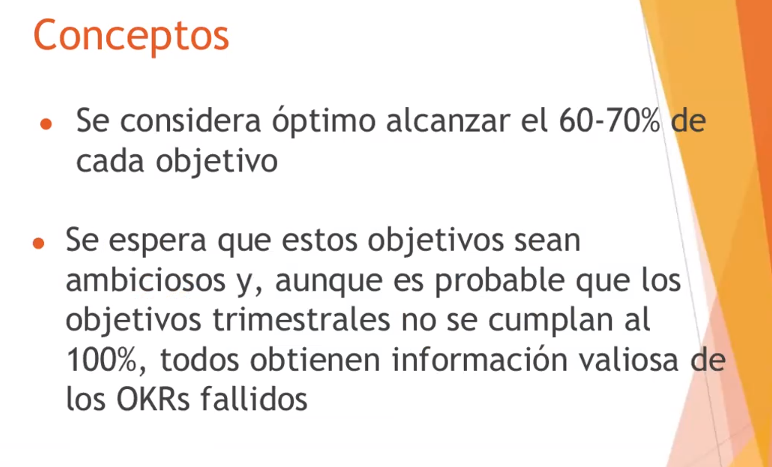 Conceptos
● Se considera óptimo alcanzar el 60-70% de
cada objetivo
● Se espera que estos objetivos sean
ambiciosos y, aunque es probable que los
objetivos trimestrales no se cumplan al
100%, todos obtienen información valiosa de
los OKRs fallidos